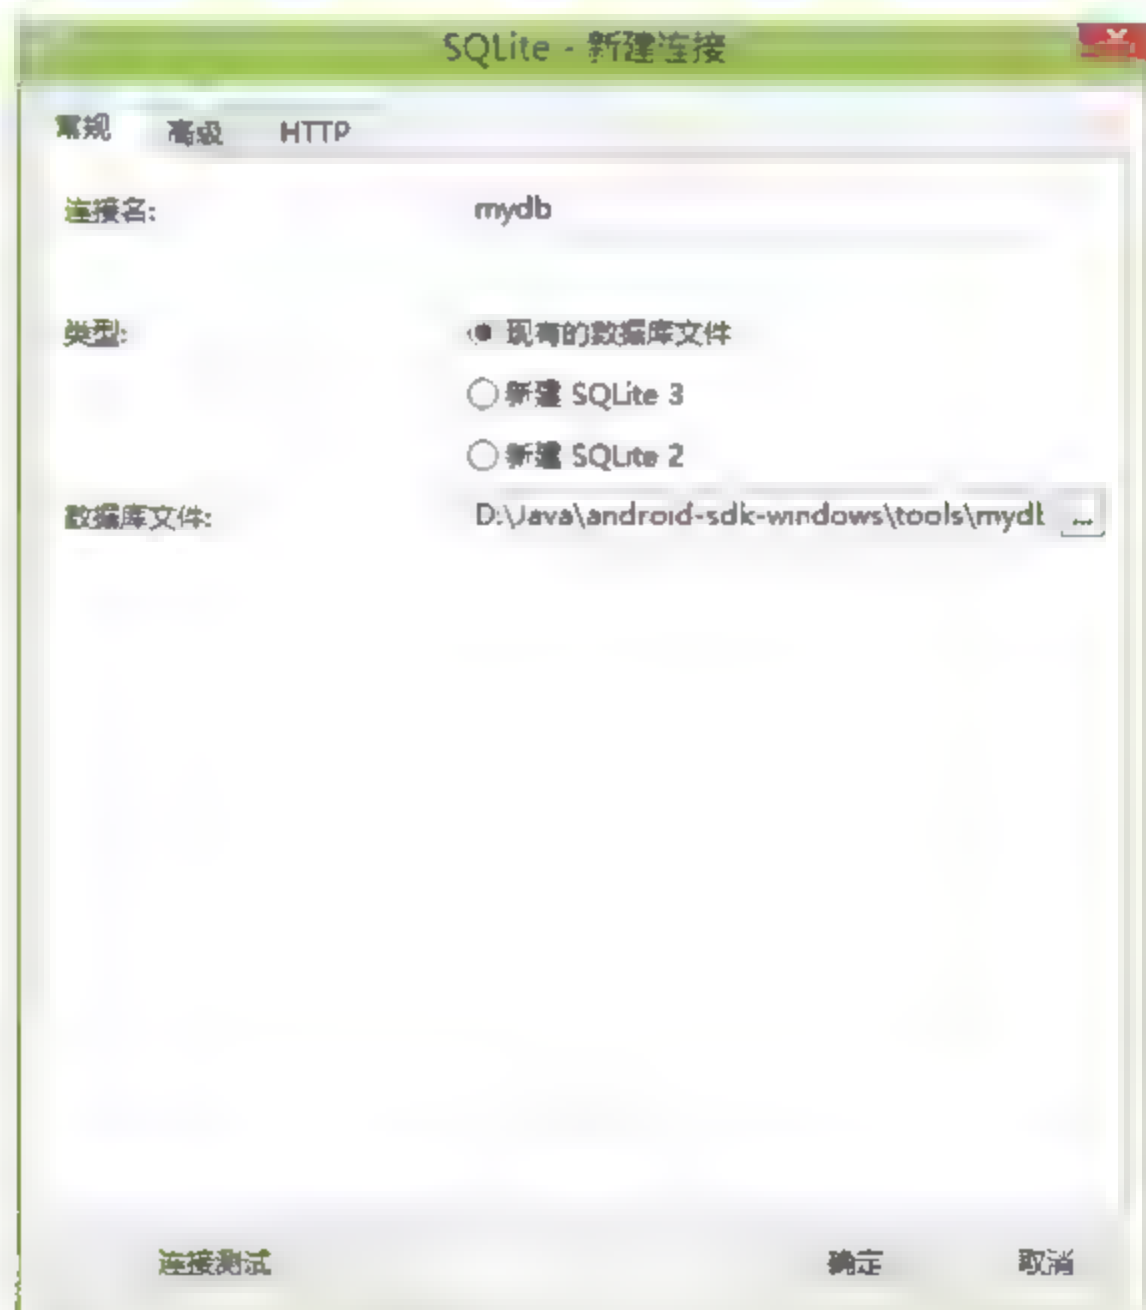 SQLite - 新建连接
常规 高级 HTTP
连接名: mydb
类型: 现有的数据库文件
新建 SQLite 3
新建 SQLite 2
数据库文件: D:\Java\android-sdk-windows\tools\mydb ...
连接测试 确定 取消